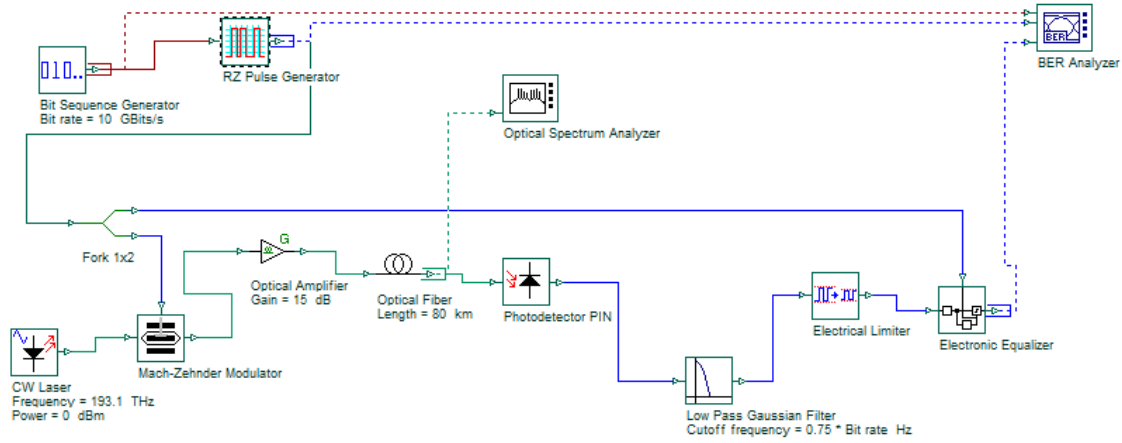 010..
Bit Sequence Generator
Bit rate = 10 GBits/s
RZ Pulse Generator
BER
BER Analyzer
Optical Spectrum Analyzer
Fork 1x2
G
Optical Amplifier
Gain = 15 dB
Optical Fiber
Length = 80 km
Photodetector PIN
Electrical Limiter
Electronic Equalizer
Mach-Zehnder Modulator
CW Laser
Frequency = 193.1 THz
Power = 0 dBm
Low Pass Gaussian Filter
Cutoff frequency = 0.75 * Bit rate Hz